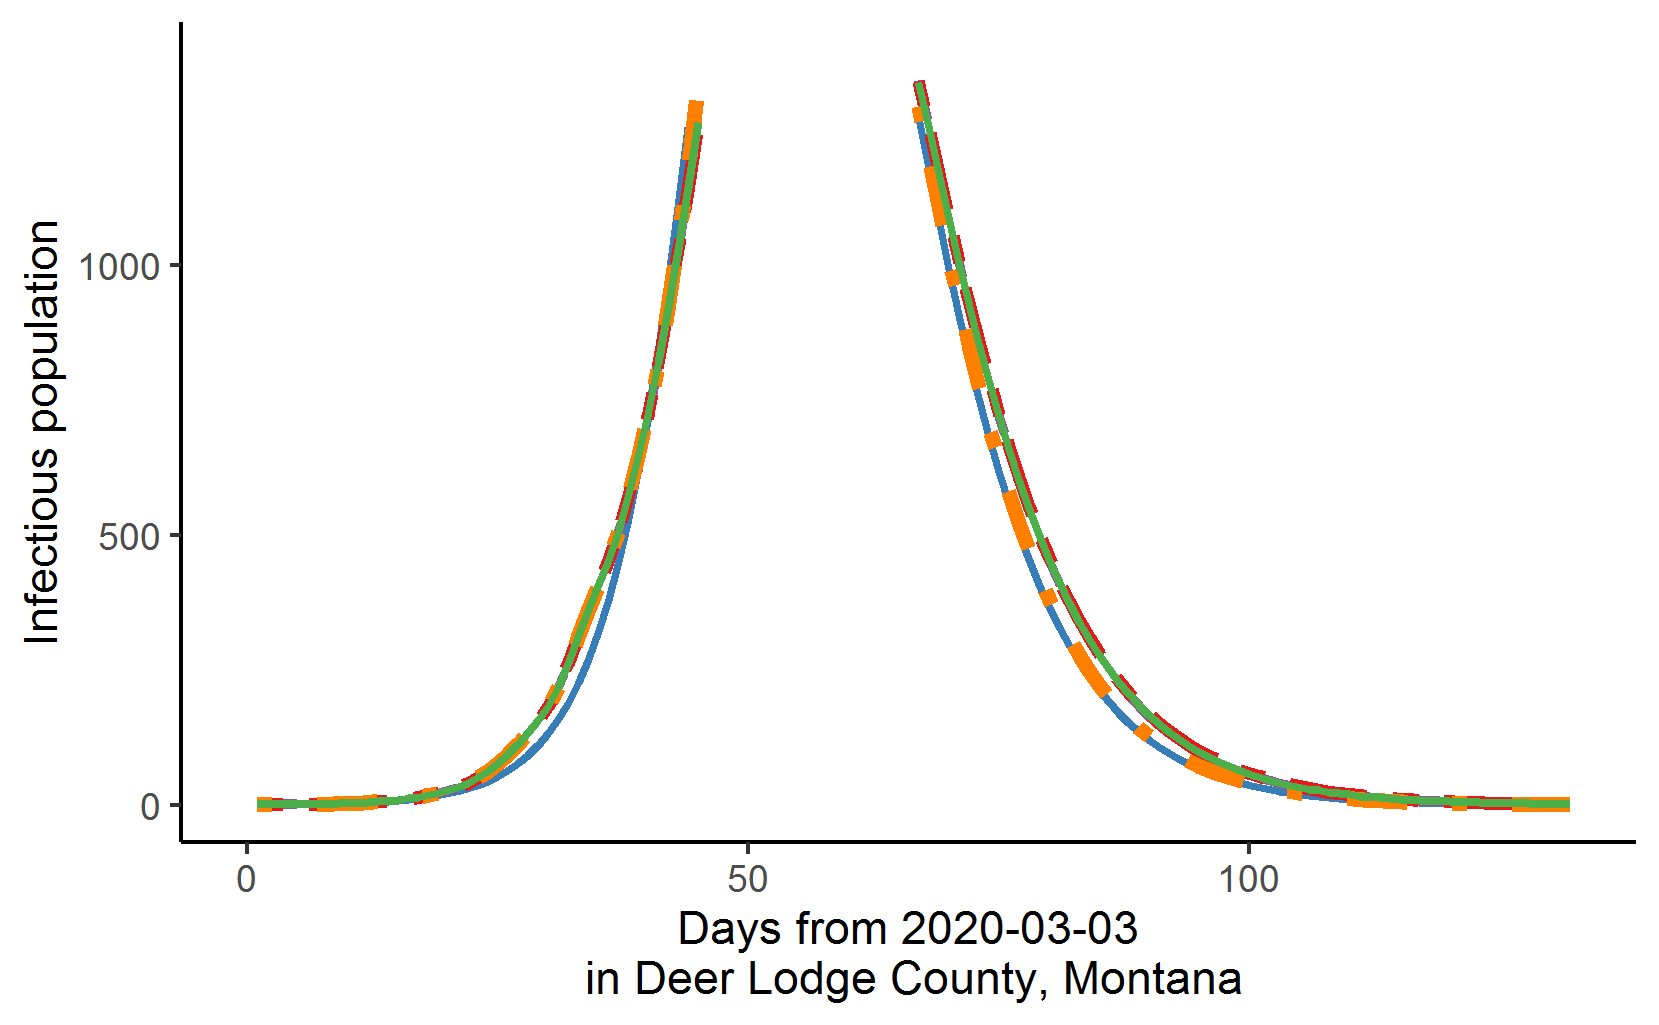 Infectious population
1000
500
0
0
50
100
Days from 2020-03-03
in Deer Lodge County, Montana